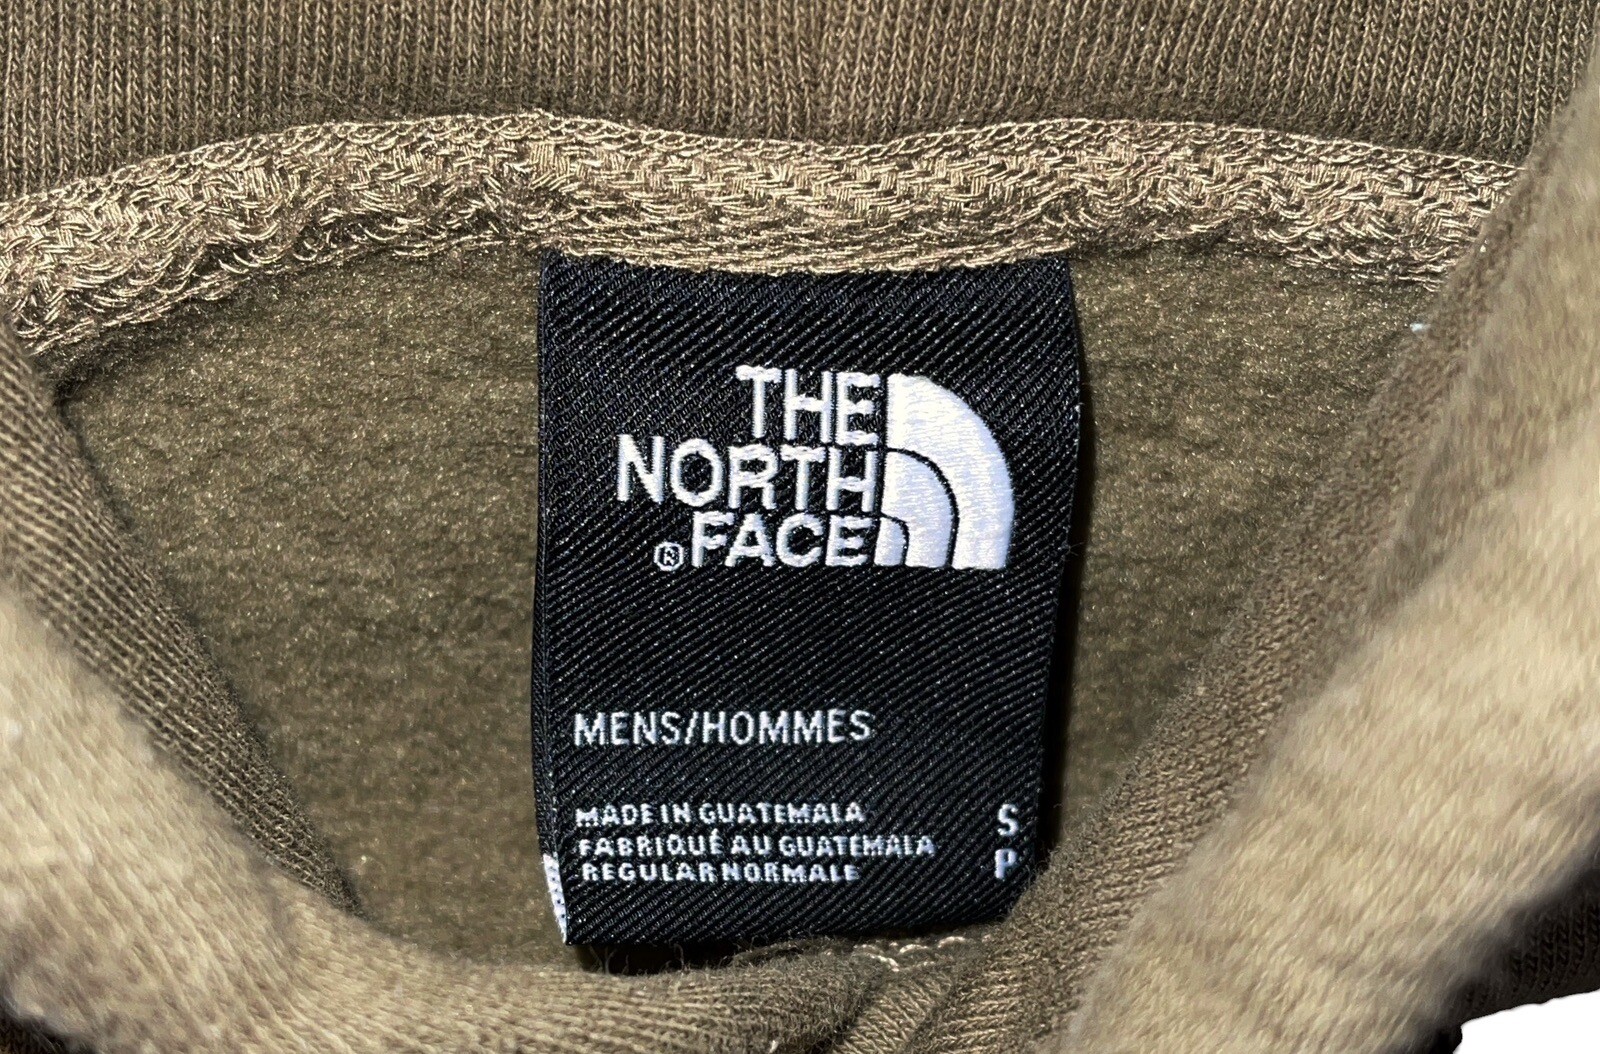 THE
NORTH
®FACE
MENS/HOMMES
MADE IN GUATEMALA S
FABRIQUÉ AU GUATEMALA P
REGULAR NORMALE